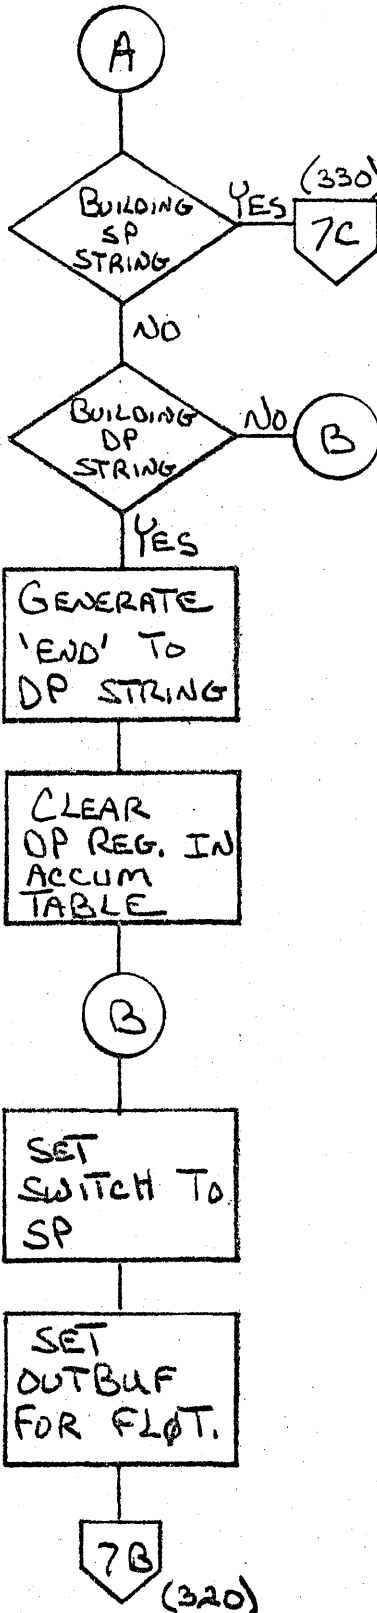 A
BUILDING
SP
STRING
YES
(330)
7C
NO
BUILDING
DP
STRING
NO
B
YES
GENERATE
'END' TO
DP STRING
CLEAR
DP REG. IN
ACCUM
TABLE
B
SET
SWITCH TO
SP
SET
OUTBUF
FOR FLØT.
7B
(320)